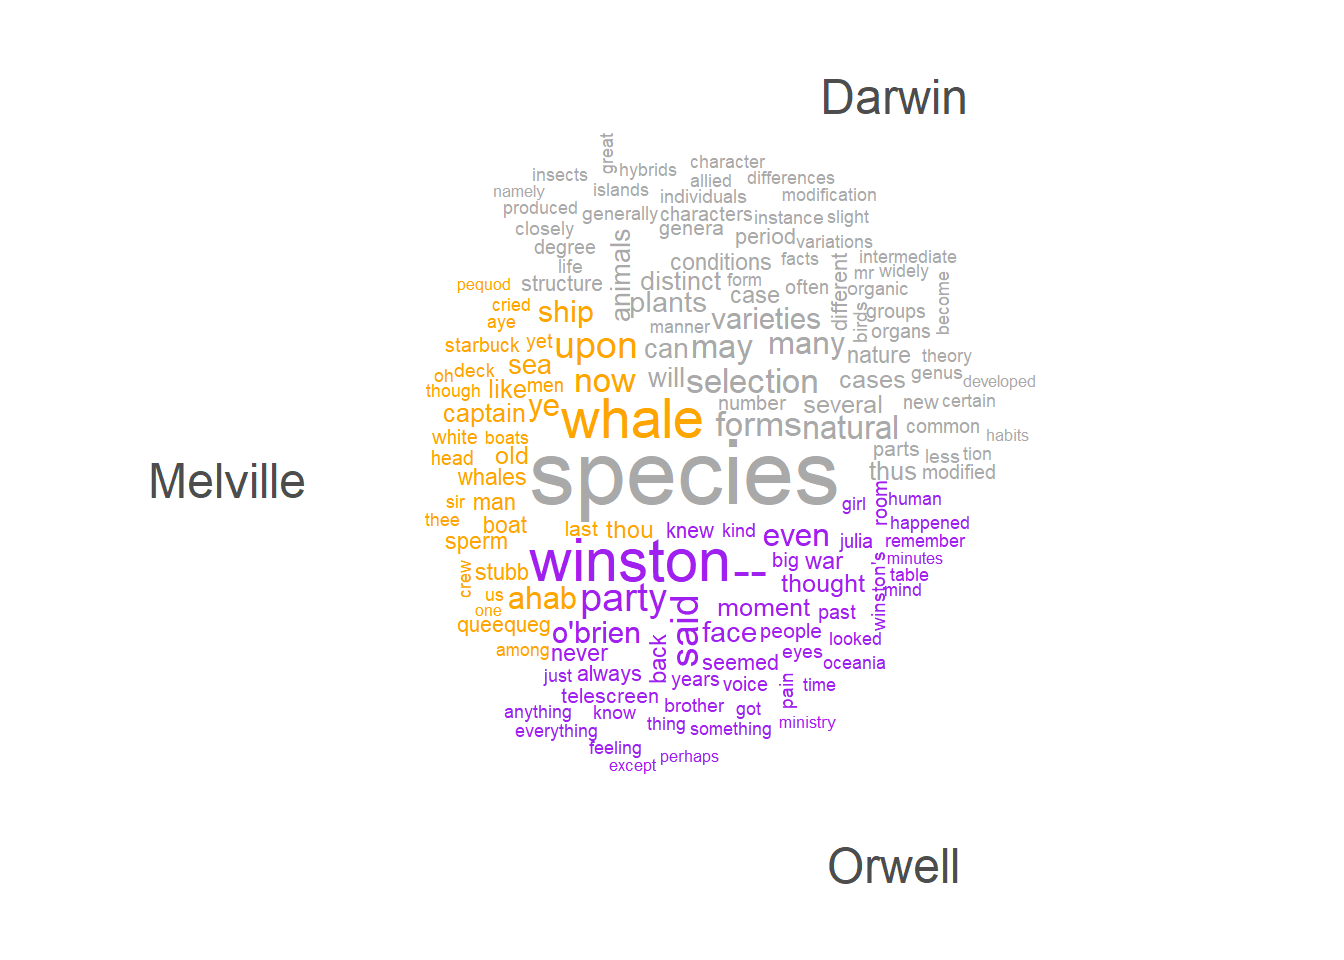 Darwin
great
character
insects
hybrids
namely
islands
allied
differences
individuals
modification
produced
generally
characters
instance
slight
closely
genera
period
variations
degree
animals
conditions
facts
different
intermediate
life
mr
widely
pequod
structure
distinct
form
often
organic
become
cried
ship
plants
case
birds
groups
aye
manner
varieties
organs
starbuck
yet
upon
can
may
many
nature
theory
oh
deck
sea
now
will
selection
cases
genus
developed
though
like
men
captain
ye
whale
number
several
new
certain
white
boats
forms
natural
common
habits
head
old
parts
less
tion
Melville
whales
species
thus
modified
sir
man
girl
room
human
thee
boat
last
thou
knew
kind
even
happened
sperm
julia
remember
winston
--
big
war
winston's
minutes
crew
stubb
thought
table
us
ahab
party
mind
one
said
moment
past
queequeg
o'brien
face
people
looked
among
never
back
seemed
eyes
oceania
just
always
years
voice
pain
time
telescreen
anything
know
brother
got
everything
thing
something
ministry
feeling
except
perhaps
Orwell